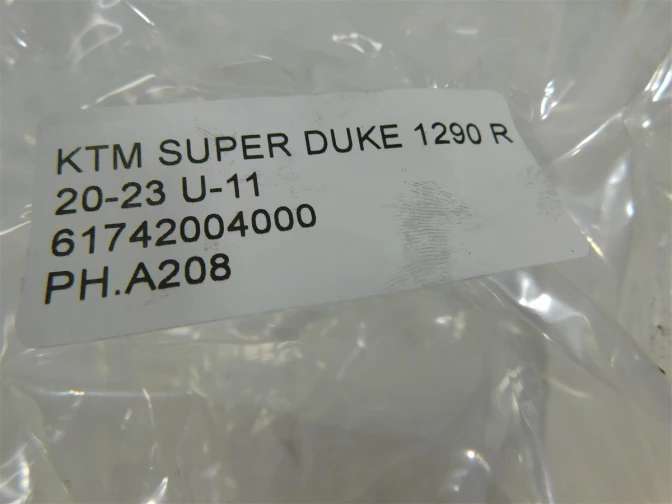 KTM SUPER DUKE 1290 R
20-23 U-11
61742004000
PH.A208